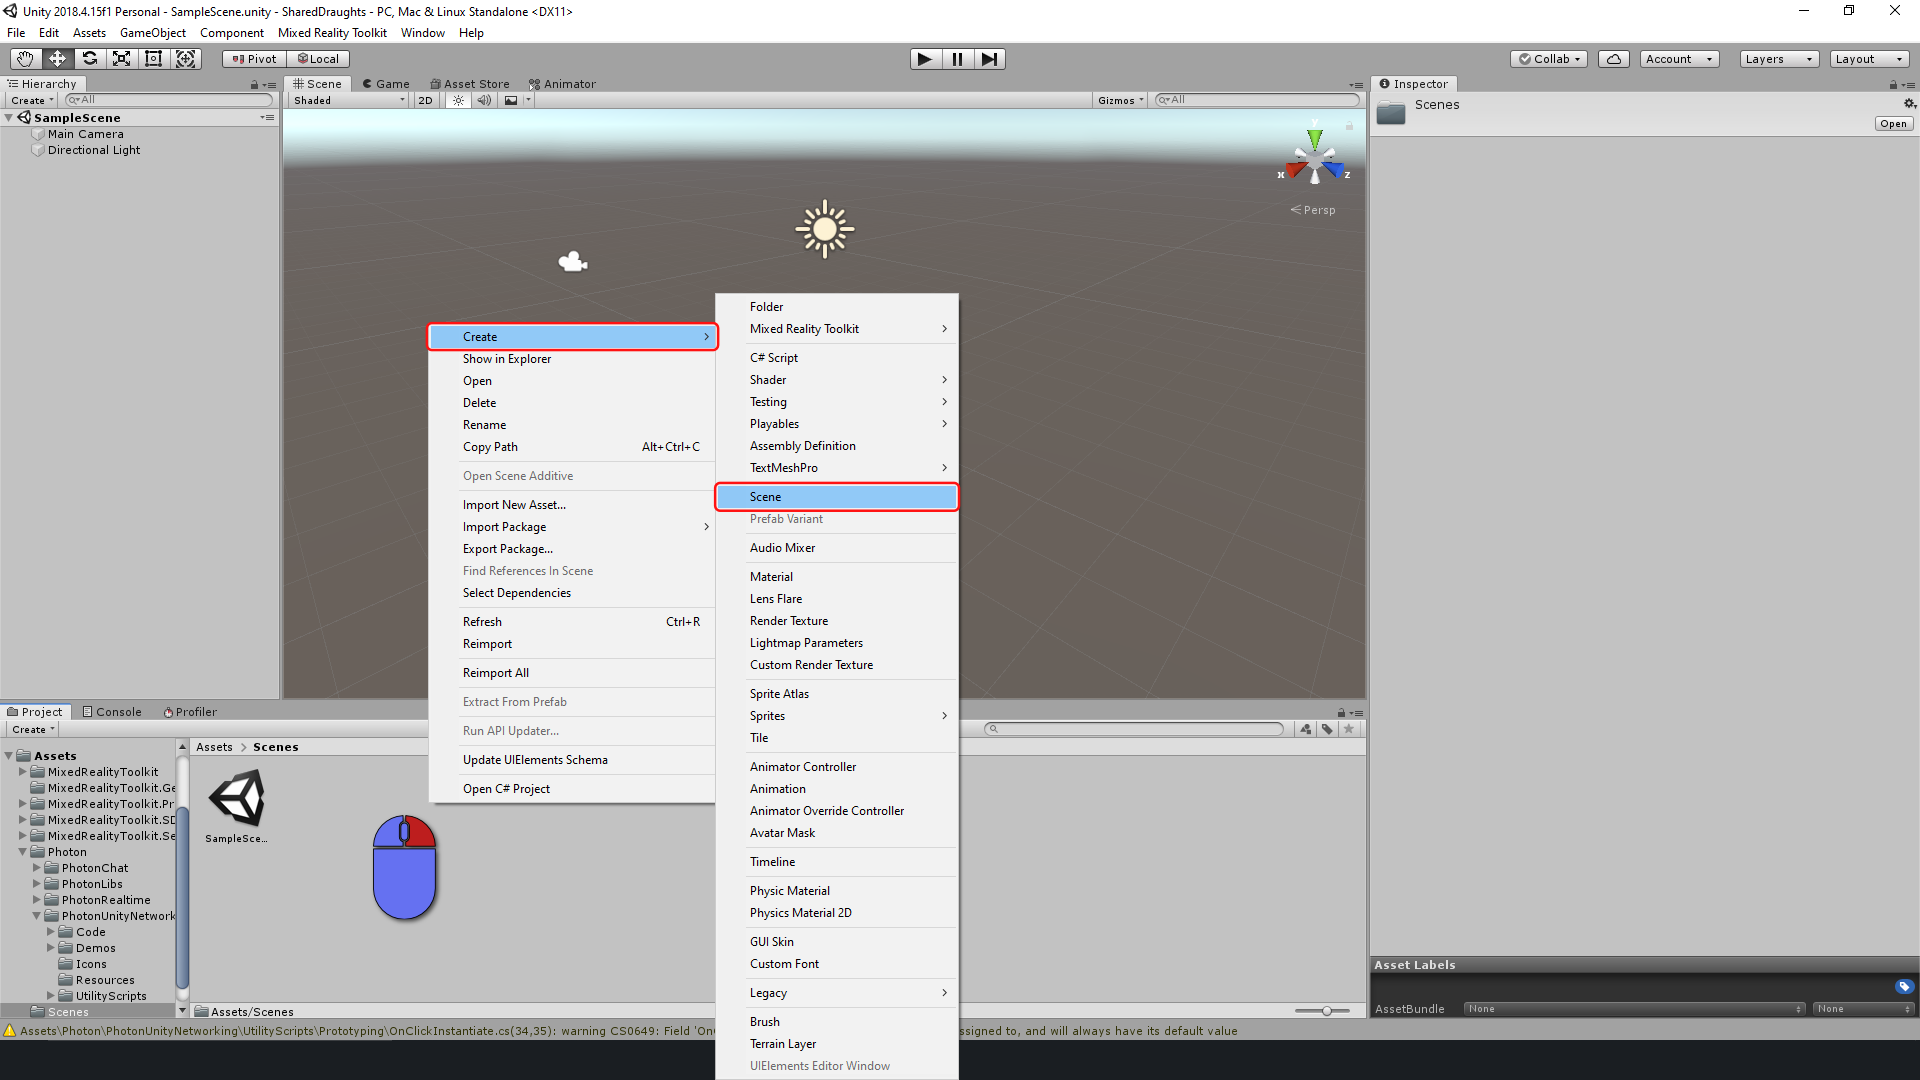 Unity 2018.4.15f1 Personal - SampleScene.unity - SharedDraughts - PC, Mac & Linux Standalone <DX11>
File Edit Assets GameObject Component Mixed Reality Toolkit Window Help
Pivot Local
Collab Account Layers Layout
Hierarchy
Create All
SampleScene
Main Camera
Directional Light
Scene Game Asset Store Animator
Shaded 2D Gizmos All
y
x z
Persp
Inspector
Scenes
Open
Create
Show in Explorer
Open
Delete
Rename
Copy Path Alt+Ctrl+C
Open Scene Additive
Import New Asset...
Import Package
Export Package...
Find References In Scene
Select Dependencies
Refresh Ctrl+R
Reimport
Reimport All
Extract From Prefab
Run API Updater...
Update UIElements Schema
Open C# Project
Folder
Mixed Reality Toolkit
C# Script
Shader
Testing
Playables
Assembly Definition
TextMeshPro
Scene
Prefab Variant
Audio Mixer
Material
Lens Flare
Render Texture
Lightmap Parameters
Custom Render Texture
Sprite Atlas
Sprites
Tile
Animator Controller
Animation
Animator Override Controller
Avatar Mask
Timeline
Physic Material
Physics Material 2D
GUI Skin
Custom Font
Legacy
Brush
Terrain Layer
UIElements Editor Window
Project Console Profiler
Create
Assets
MixedRealityToolkit
MixedRealityToolkit.Ge
MixedRealityToolkit.Pr
MixedRealityToolkit.SD
MixedRealityToolkit.Se
Photon
PhotonChat
PhotonLibs
PhotonRealtime
PhotonUnityNetwork
Code
Demos
Icons
Resources
UtilityScripts
Scenes
Assets > Scenes
SampleSce...
Assets/Scenes
Asset Labels
AssetBundle None None
Assets\Photon\PhotonUnityNetworking\UtilityScripts\Prototyping\OnClickInstantiate.cs(34,35): warning CS0649: Field 'On ssigned to, and will always have its default value